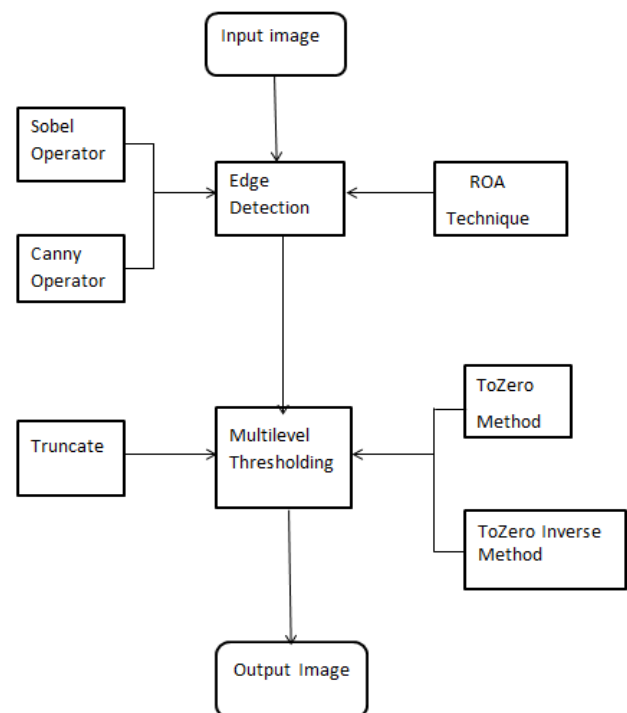 Input image
Sobel
Operator
Edge
Detection
ROA
Technique
Canny
Operator
ToZero
Method
Truncate
Multilevel
Thresholding
ToZero Inverse
Method
Output Image